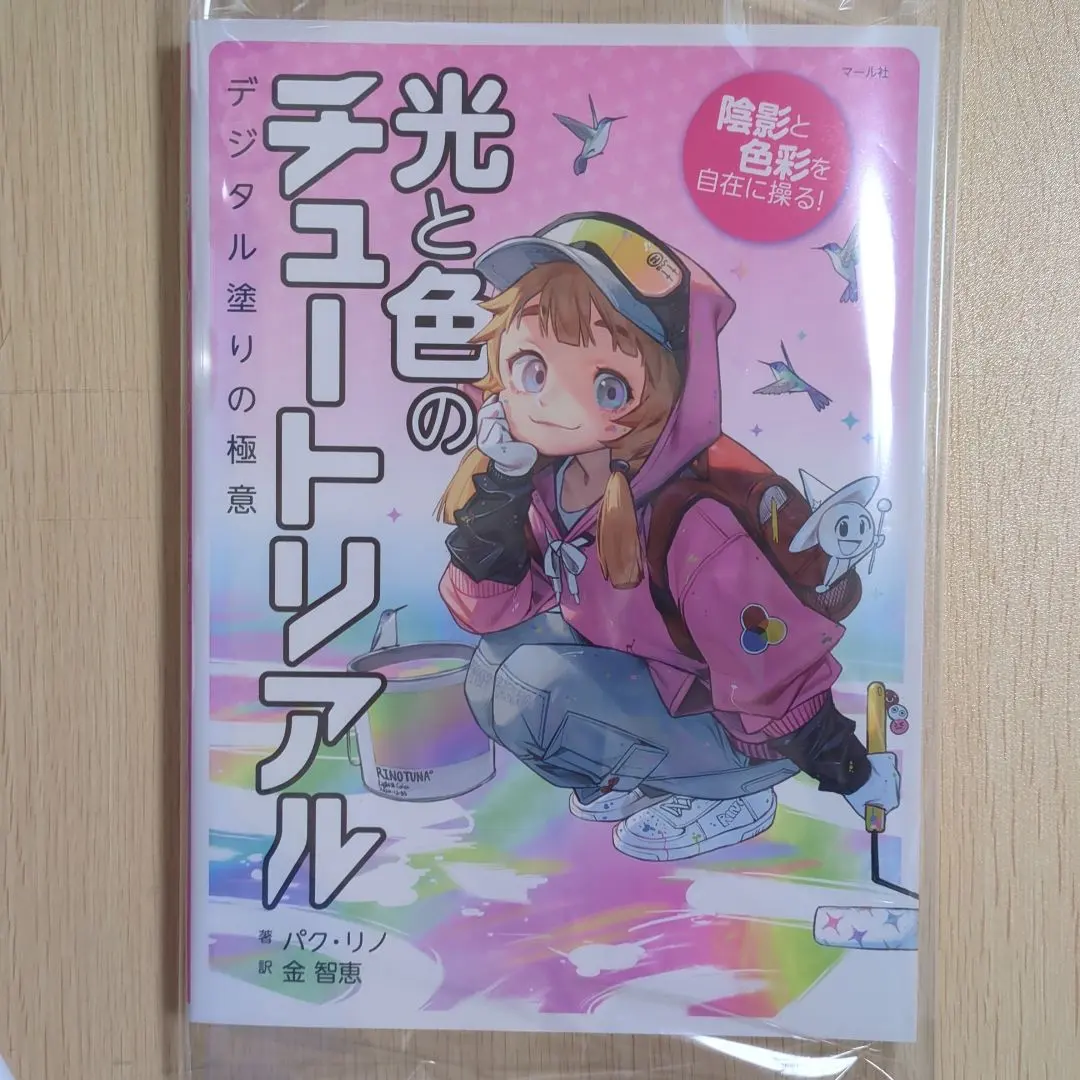 マール社
陰影と
色彩を
自在に操る!
光と色の
チュートリアル
デジタル塗りの極意
RINOTUNA
著 パク・リノ
訳 金 智恵